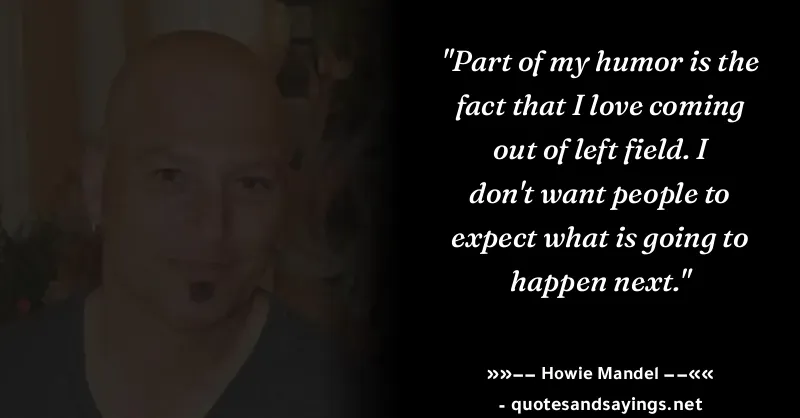 "Part of my humor is the
fact that I love coming
out of left field. I
don't want people to
expect what is going to
happen next."
»»–– Howie Mandel ––««
- quotesandsayings.net